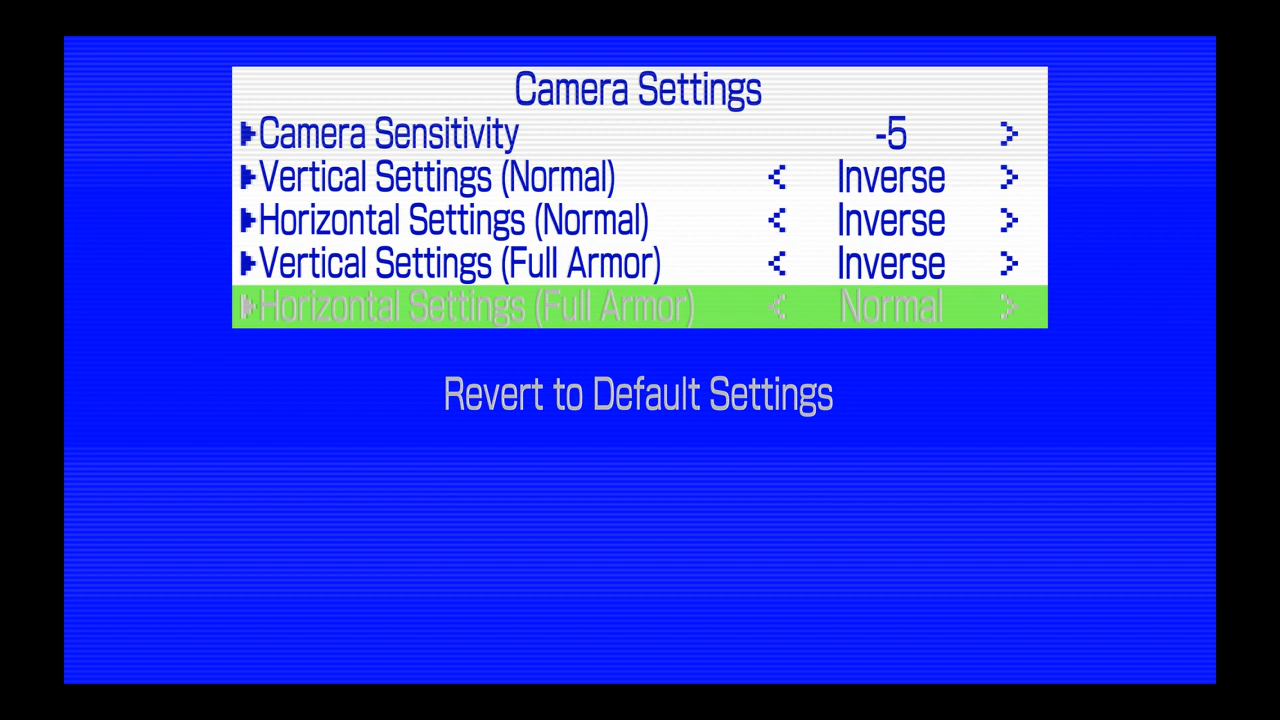 Camera Settings
Camera Sensitivity -5 >
Vertical Settings (Normal) < Inverse >
Horizontal Settings (Normal) < Inverse >
Vertical Settings (Full Armor) < Inverse >
Horizontal Settings (Full Armor) < Normal >
Revert to Default Settings